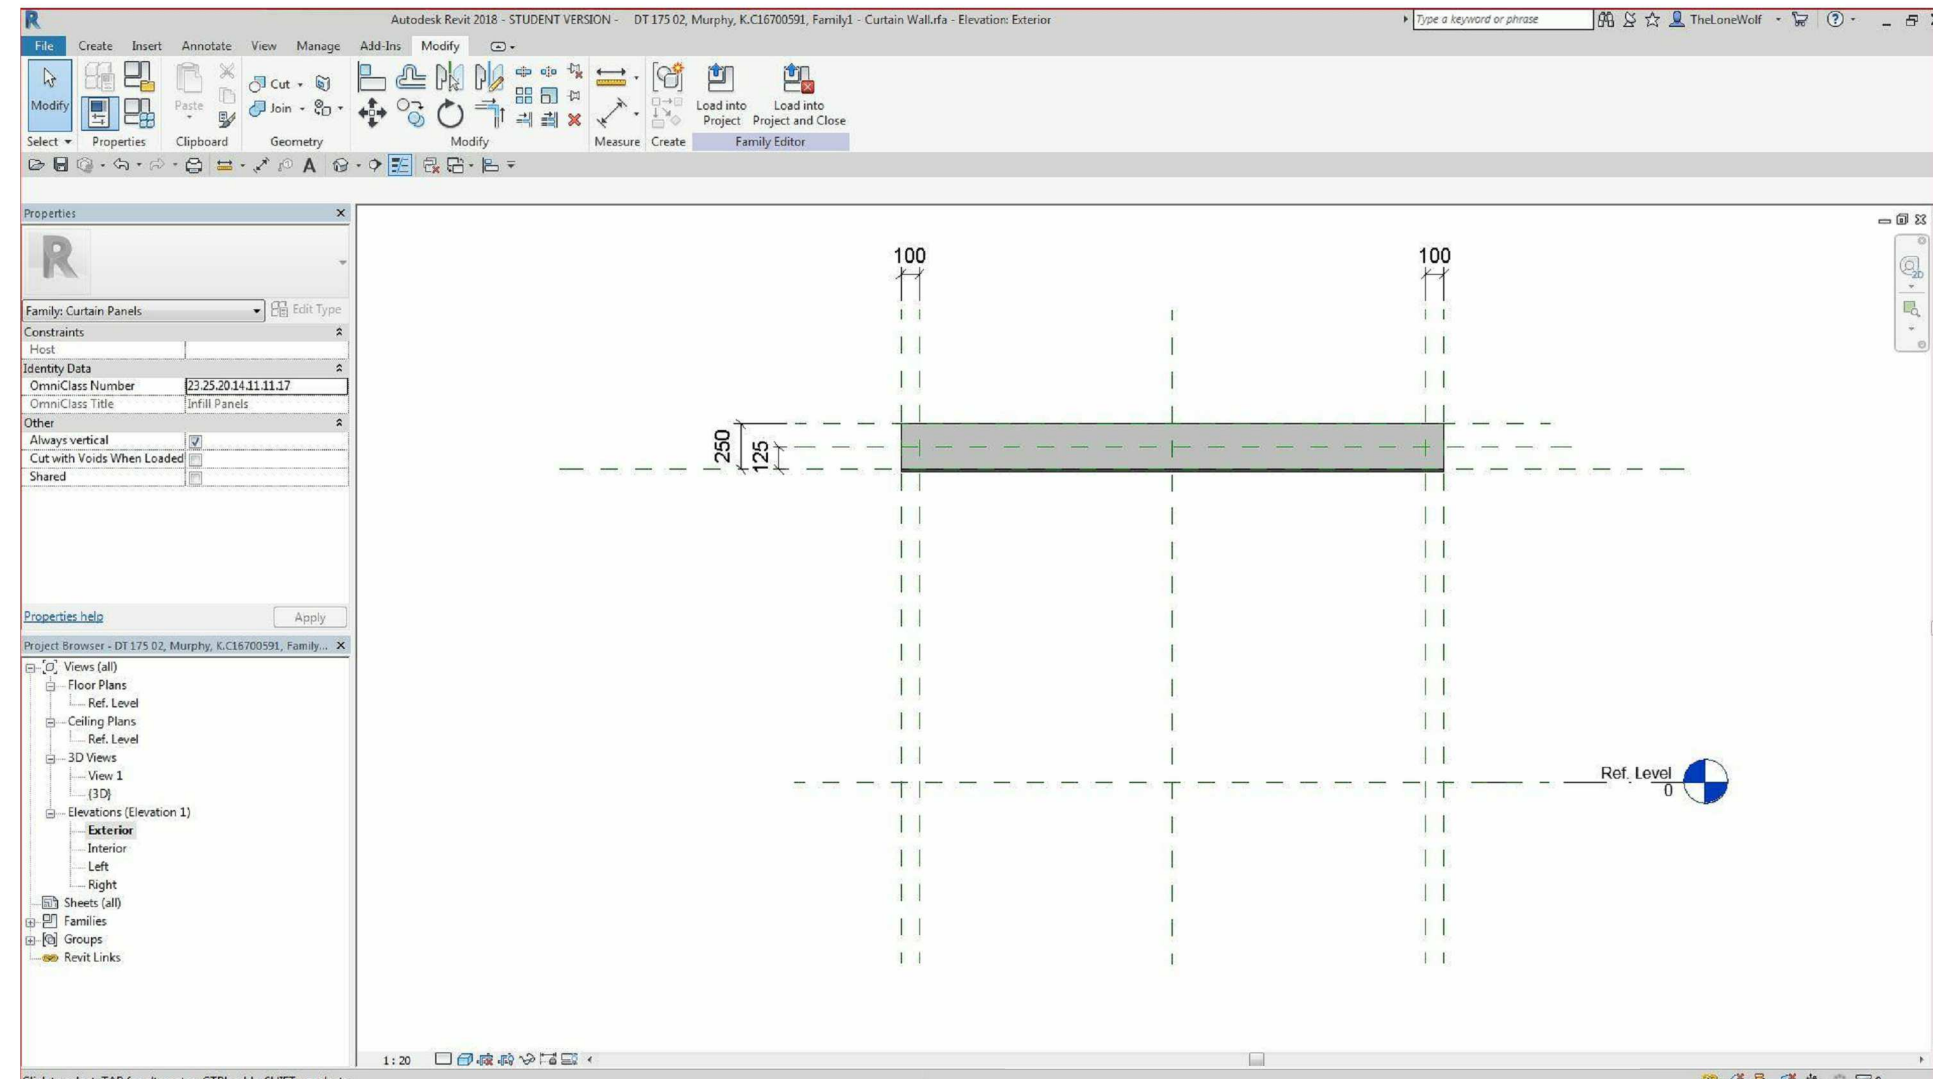 Autodesk Revit 2018 - STUDENT VERSION - DT 175 02, Murphy, K.C16700591, Family1 - Curtain Wall.rfa - Elevation: Exterior
Type a keyword or phrase
TheLoneWolf
File Create Insert Annotate View Manage Add-Ins Modify
Modify
Paste
Cut
Join
Load into Project
Load into Project and Close
Select Properties Clipboard Geometry Modify Measure Create Family Editor
Properties
Family: Curtain Panels
Edit Type
Constraints
Host
Identity Data
OmniClass Number 23.25.20.14.11.11.17
OmniClass Title Infill Panels
Other
Always vertical
Cut with Voids When Loaded
Shared
Properties help
Apply
Project Browser - DT 175 02, Murphy, K.C16700591, Family...
Views (all)
Floor Plans
Ref. Level
Ceiling Plans
Ref. Level
3D Views
View 1
{3D}
Elevations (Elevation 1)
Exterior
Interior
Left
Right
Sheets (all)
Families
Groups
Revit Links
100
100
250
125
Ref. Level
0
2D
1 : 20